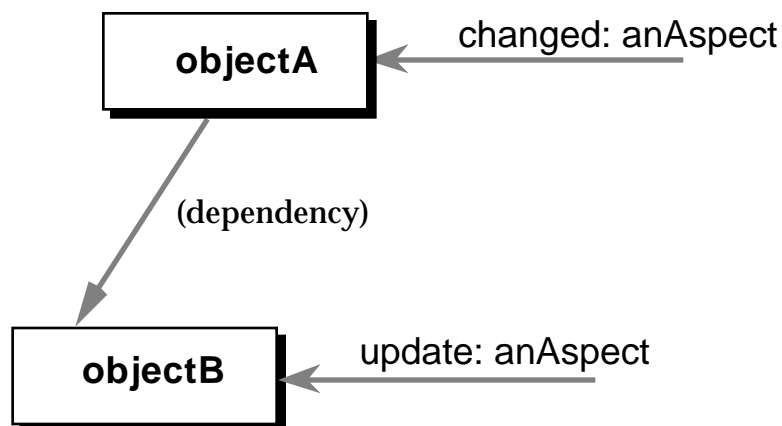 changed: anAspect
objectA
(dependency)
update: anAspect
objectB